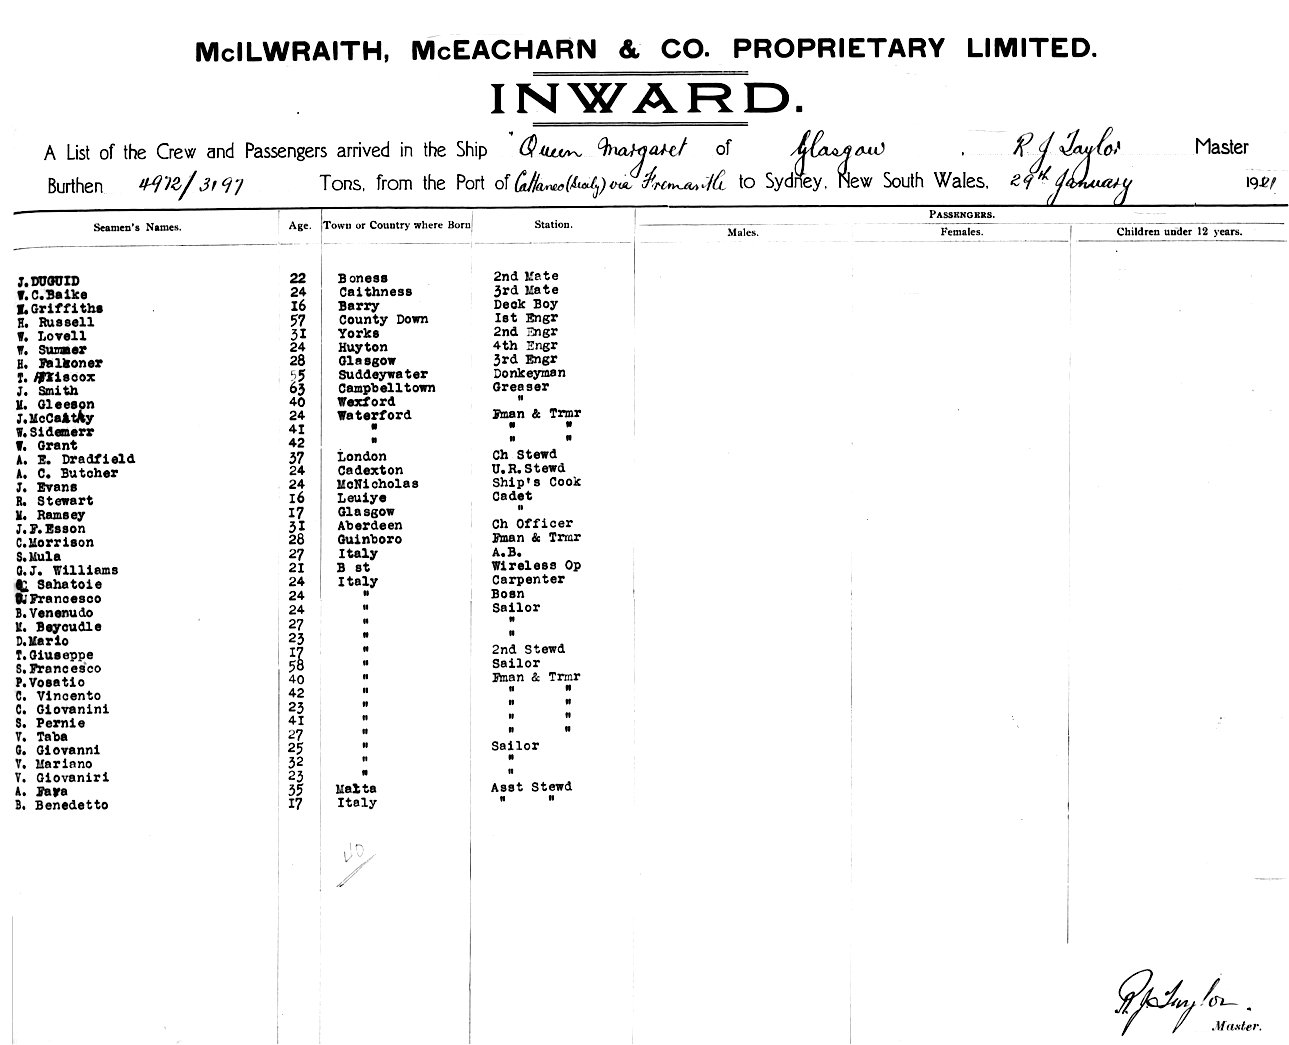 McILWRAITH, McEACHARN & CO. PROPRIETARY LIMITED.
INWARD.
A List of the Crew and Passengers arrived in the Ship "Queen Margaret of Glasgow . R J Taylor Master
Burthen 4972/3197 Tons, from the Port of Cattaneo (Sicily) via Fremantle to Sydney, New South Wales, 29th January 1921
PASSENGERS.
Seamen's Names. Age. Town or Country where Born Station. Males. Females. Children under 12 years.
J.DUGUID 22 Boness 2nd Mate
W.C.Baike 24 Caithness 3rd Mate
M.Griffiths 16 Barry Deck Boy
H. Russell 57 County Down Ist Engr
W. Lovell 31 Yorks 2nd Engr
W. Summer 24 Huyton 4th Engr
H. Falkoner 28 Glasgow 3rd Engr
T. Wiscox 55 Suddeywater Donkeyman
J. Smith 63 Campbelltown Greaser
M. Gleeson 40 Wexford "
J.McCarthy 24 Waterford Fman & Trmr
W.Sidemerr 41 " " "
W. Grant 42 " " "
A. E. Dradfield 37 London Ch Stewd
A. C. Butcher 24 Cadexton U.R.Stewd
J. Evans 24 McNicholas Ship's Cook
R. Stewart 16 Leuiye Cadet
M. Ramsey 17 Glasgow "
J.F.Esson 31 Aberdeen Ch Officer
C.Morrison 28 Guinboro Fman & Trmr
S.Mula 27 Italy A.B.
G.J. Williams 21 B st Wireless Op
C Sahatoie 24 Italy Carpenter
Francesco 24 " Bosn
B.Venenudo 24 " Sailor
M. Beycudle 27 " "
D.Mario 23 " "
T.Giuseppe 17 " 2nd Stewd
S.Francesco 58 " Sailor
P.Vosatio 40 " Fman & Trmr
C. Vincento 42 " " "
C. Giovanini 23 " " "
S. Pernie 41 " " "
V. Taba 27 " " "
G. Giovanni 25 " Sailor
V. Mariano 32 " "
V. Giovaniri 23 " "
A. Fava 35 Malta Asst Stewd
B. Benedetto 17 Italy " "
40
R J Taylor.
Master.